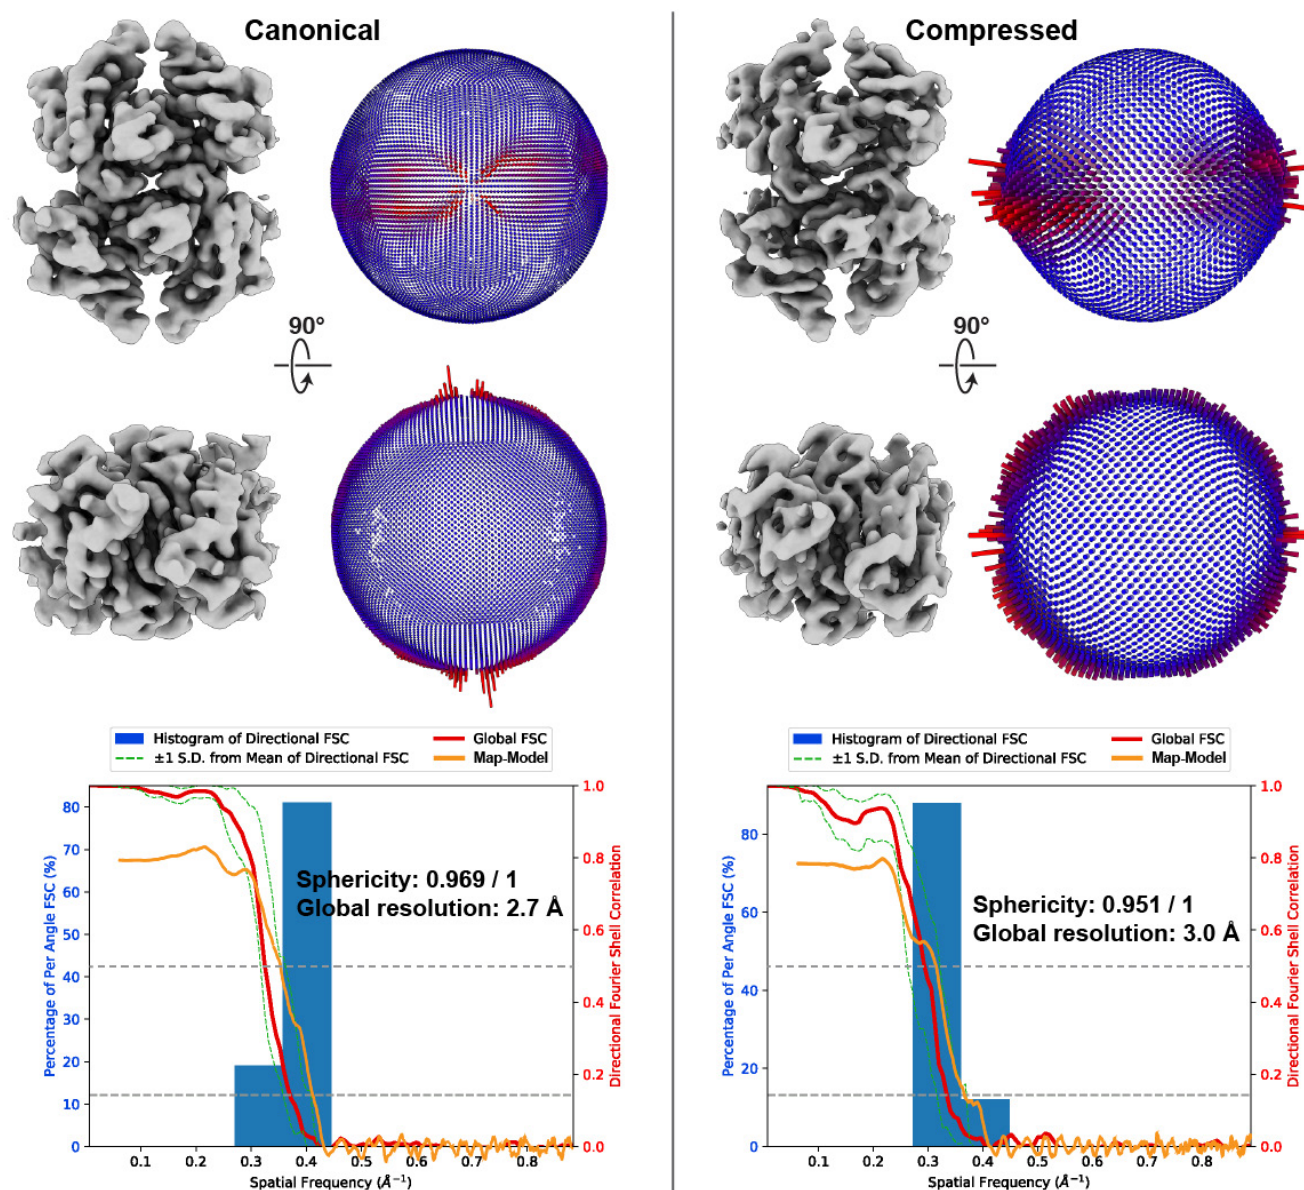 Canonical
90°
Histogram of Directional FSC
Global FSC
±1 S.D. from Mean of Directional FSC
Map-Model
Percentage of Per Angle FSC (%)
80
70
60
50
40
30
20
10
0
Sphericity: 0.969 / 1
Global resolution: 2.7 Å
1.0
0.8
0.6
0.4
0.2
0.0
Directional Fourier Shell Correlation
0.1 0.2 0.3 0.4 0.5 0.6 0.7 0.8
Spatial Frequency (Å⁻¹)
Compressed
90°
Histogram of Directional FSC
Global FSC
±1 S.D. from Mean of Directional FSC
Map-Model
Percentage of Per Angle FSC (%)
80
60
40
20
0
Sphericity: 0.951 / 1
Global resolution: 3.0 Å
1.0
0.8
0.6
0.4
0.2
0.0
Directional Fourier Shell Correlation
0.1 0.2 0.3 0.4 0.5 0.6 0.7 0.8
Spatial Frequency (Å⁻¹)